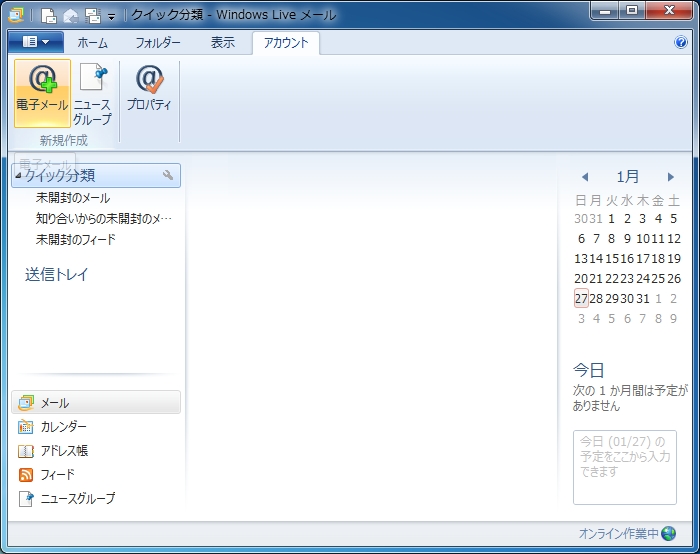 クイック分類 - Windows Live メール
ホーム フォルダー 表示 アカウント
電子メール
ニュース
グループ
プロパティ
新規作成
電子メール
クイック分類
未開封のメール
知り合いからの未開封のメ…
未開封のフィード
送信トレイ
メール
カレンダー
アドレス帳
フィード
ニュースグループ
1月
日 月 火 水 木 金 土
30 31 1 2 3 4 5
6 7 8 9 10 11 12
13 14 15 16 17 18 19
20 21 22 23 24 25 26
27 28 29 30 31 1 2
3 4 5 6 7 8 9
今日
次の 1 か月間は予定が
ありません
今日 (01/27) の
予定をここから入力
できます
オンライン作業中